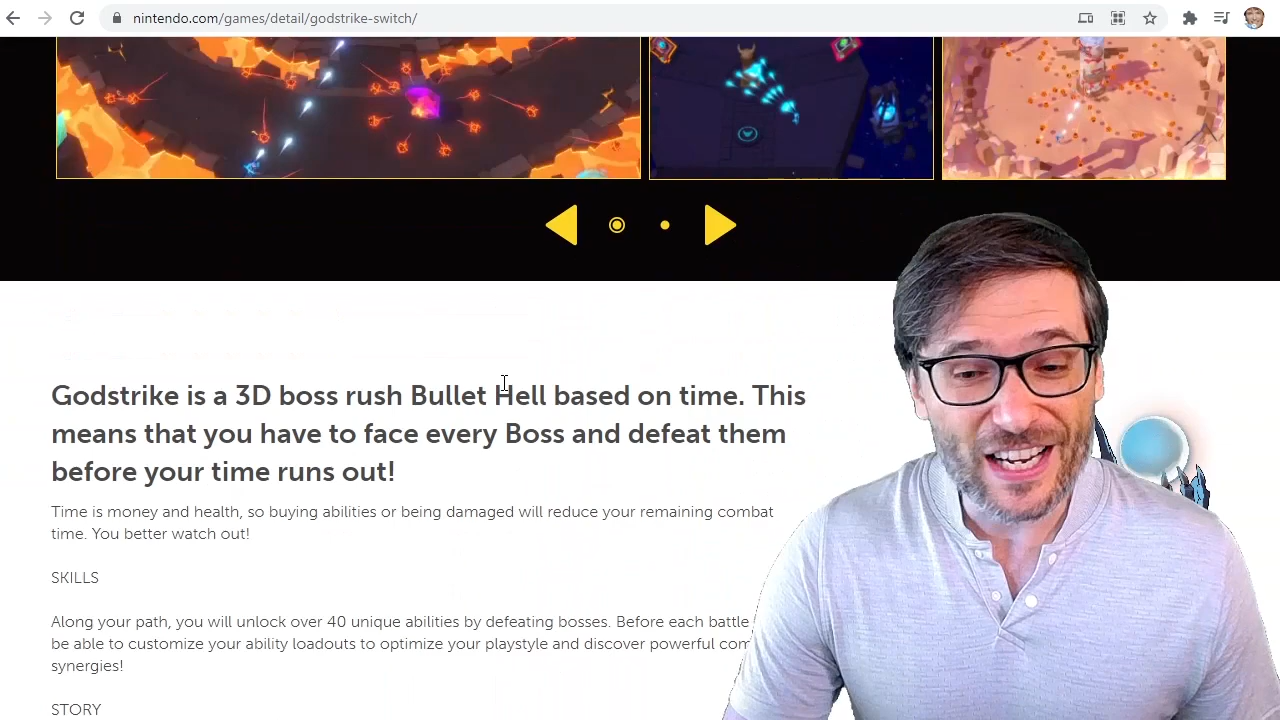 nintendo.com/games/detail/godstrike-switch/
Godstrike is a 3D boss rush Bullet Hell based on time. This
means that you have to face every Boss and defeat them
before your time runs out!
Time is money and health, so buying abilities or being damaged will reduce your remaining combat
time. You better watch out!
SKILLS
Along your path, you will unlock over 40 unique abilities by defeating bosses. Before each battle
be able to customize your ability loadouts to optimize your playstyle and discover powerful
synergies!
STORY